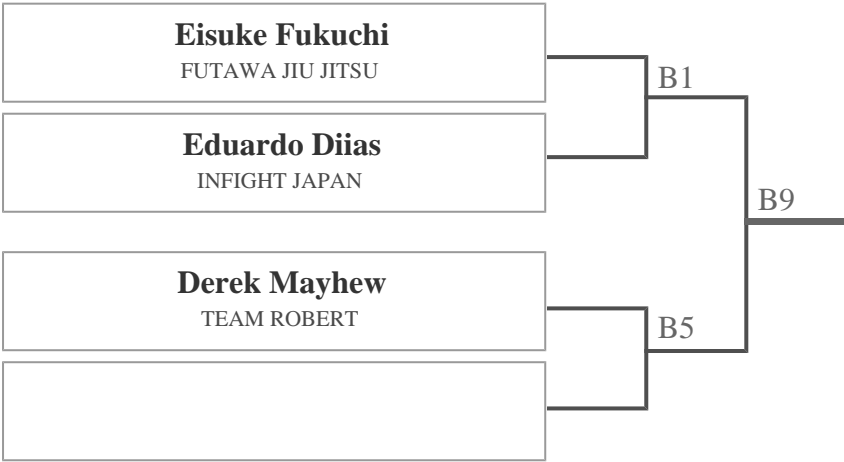 Eisuke Fukuchi
FUTAWA JIU JITSU
B1
Eduardo Diias
INFIGHT JAPAN
B9
Derek Mayhew
TEAM ROBERT
B5